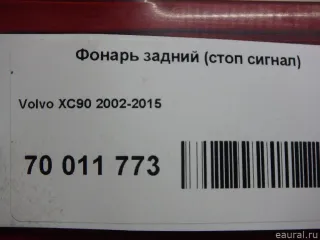 Фонарь задний (стоп сигнал)
Volvo XC90 2002-2015
70 011 773
eaural.ru